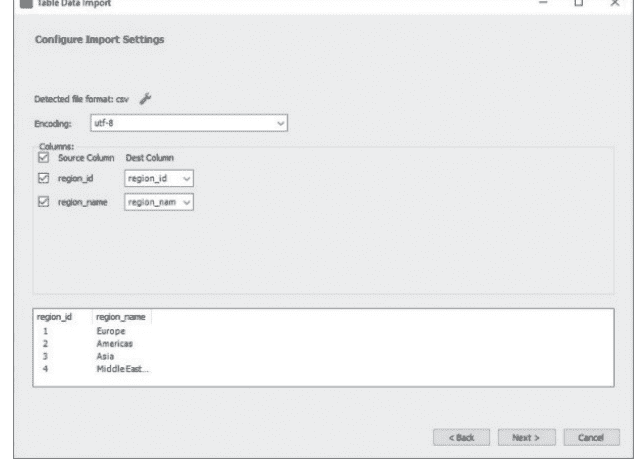 Table Data Import
Configure Import Settings
Detected file format: csv
Encoding: utf-8
Columns:
Source Column Dest Column
region_id region_id
region_name region_nam
region_id region_name
1 Europe
2 Americas
3 Asia
4 Middle East...
< Back Next > Cancel